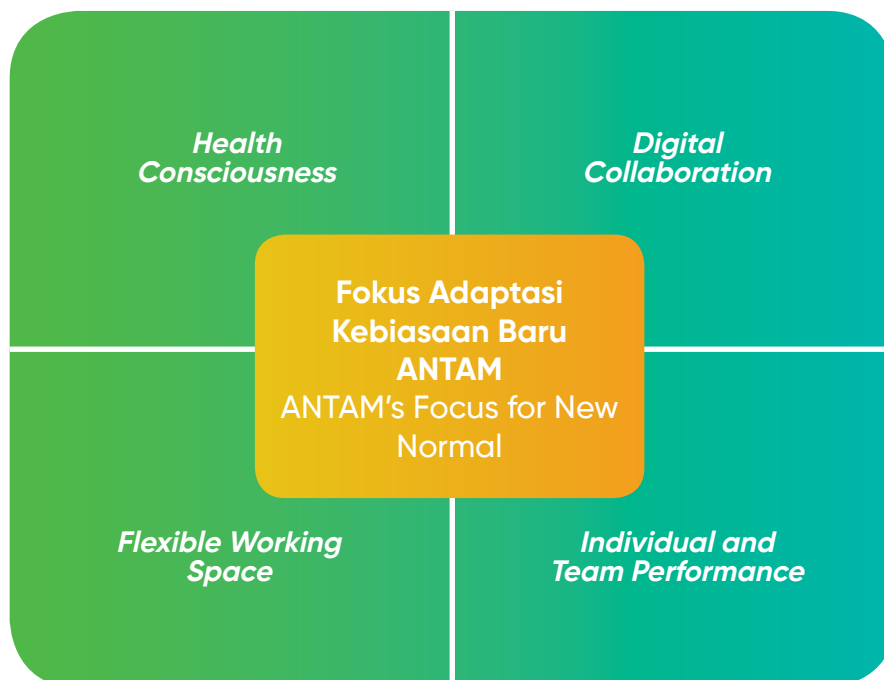 Health
Consciousness
Digital
Collaboration
Fokus Adaptasi
Kebiasaan Baru
ANTAM
ANTAM’s Focus for New
Normal
Flexible Working
Space
Individual and
Team Performance